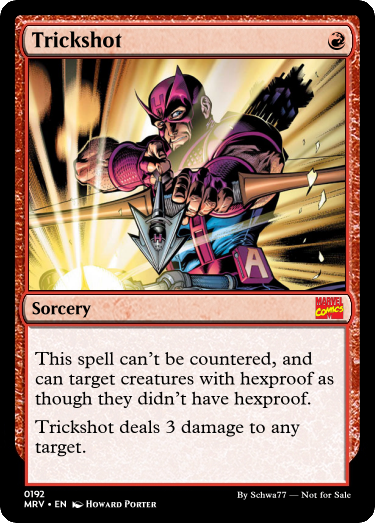 Trickshot
A
Sorcery
MARVEL
COMICS
This spell can't be countered, and
can target creatures with hexproof as
though they didn't have hexproof.
Trickshot deals 3 damage to any
target.
0192
MRV • EN Howard Porter
By Schwa77 — Not for Sale